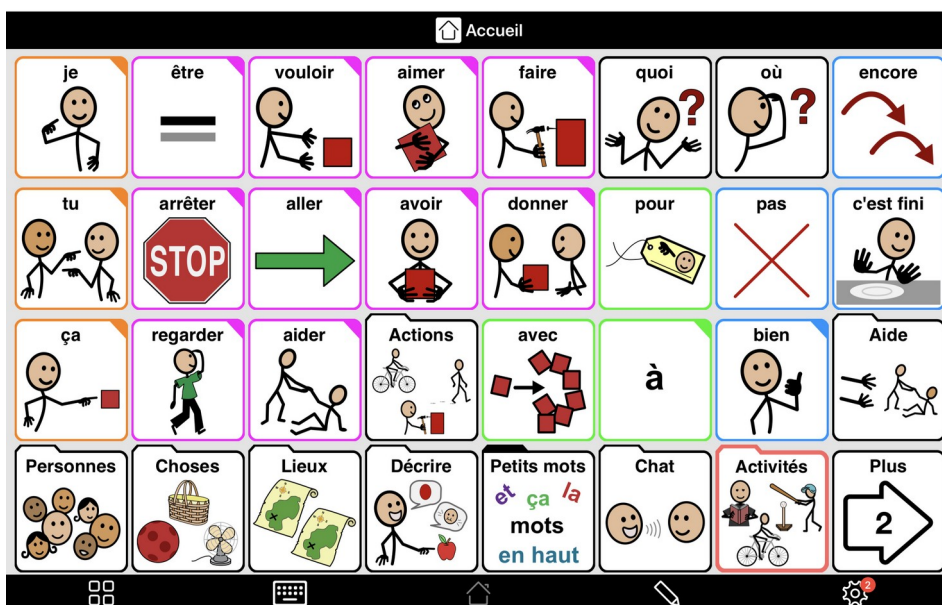 Accueil
je être vouloir aimer faire quoi où encore
? ?
tu arrêter aller avoir donner pour pas c'est fini
STOP
ça regarder aider Actions avec à bien Aide
Personnes Choses Lieux Décrire Petits mots Chat Activités Plus
et ça la
mots
en haut
2
2